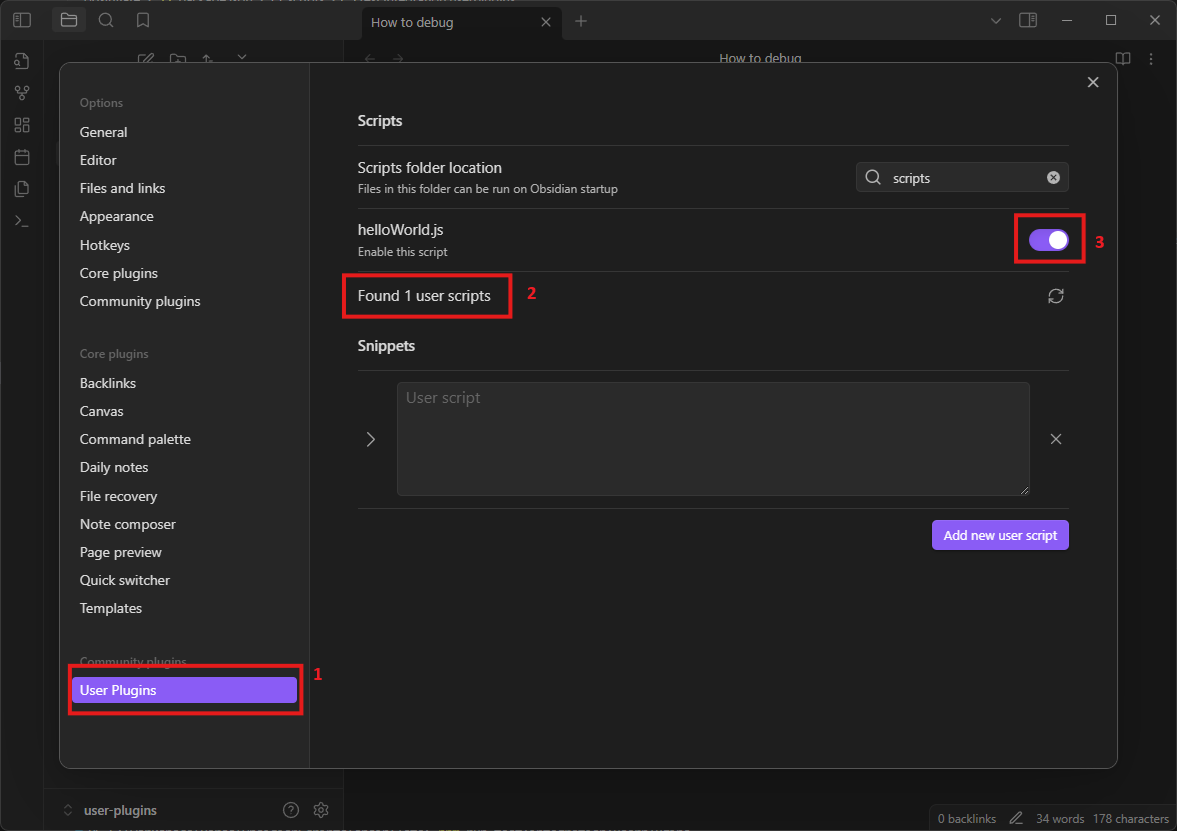 How to debug
How to debug
Options
General
Editor
Files and links
Appearance
Hotkeys
Core plugins
Community plugins
Core plugins
Backlinks
Canvas
Command palette
Daily notes
File recovery
Note composer
Page preview
Quick switcher
Templates
Community plugins
User Plugins
1
Scripts
Scripts folder location
Files in this folder can be run on Obsidian startup
scripts
helloWorld.js
Enable this script
3
Found 1 user scripts
2
Snippets
User script
Add new user script
user-plugins
0 backlinks
34 words
178 characters